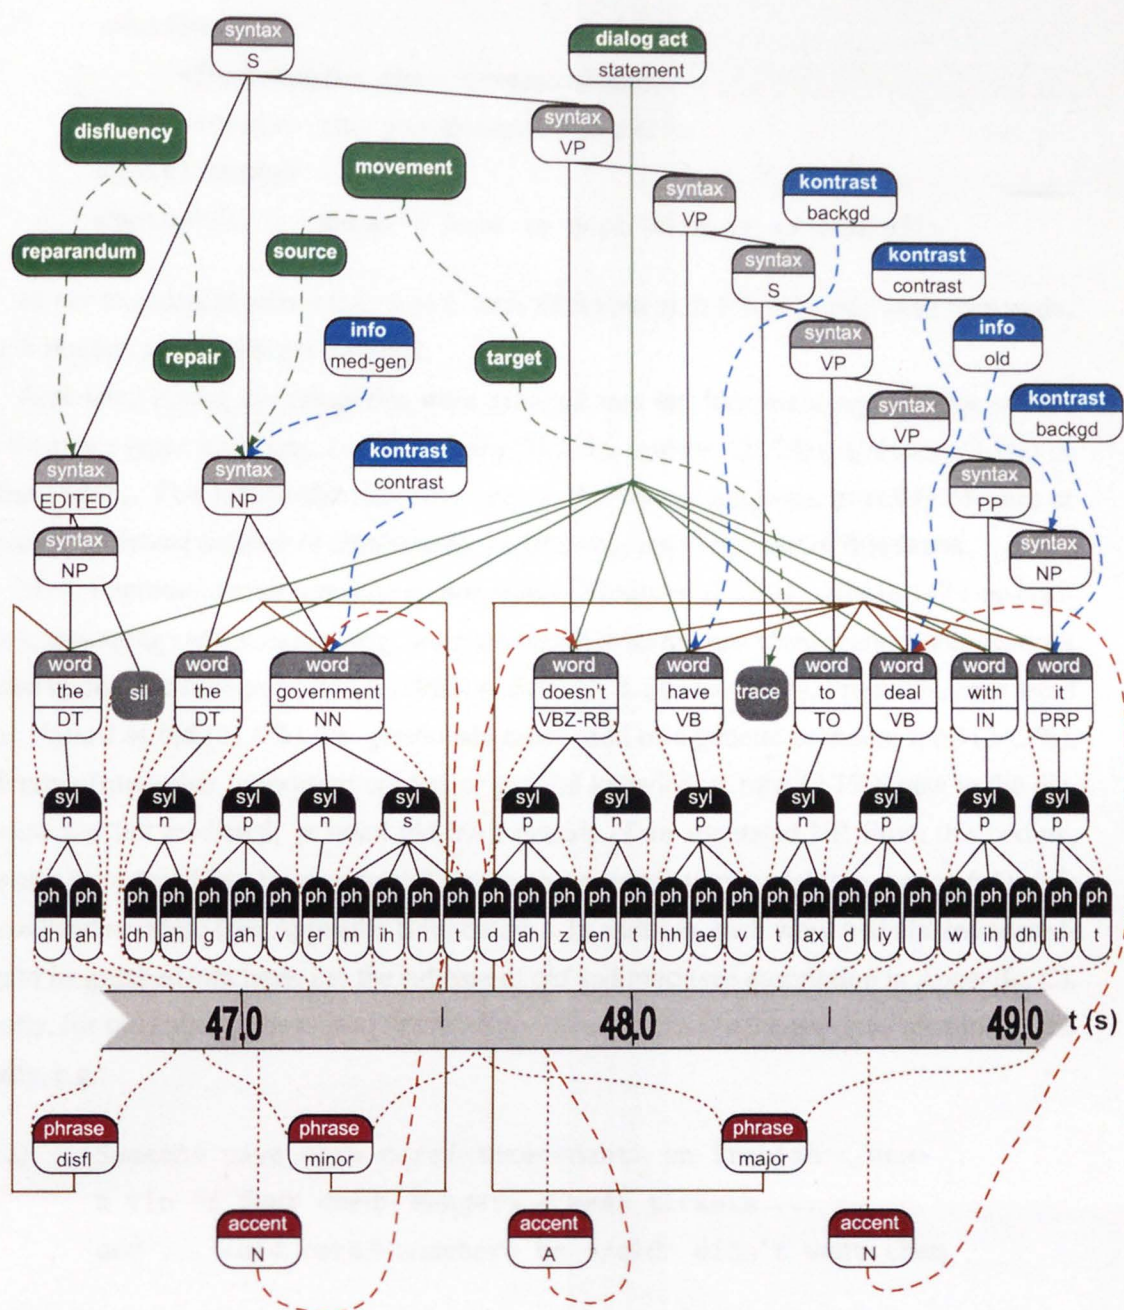 syntax
S
dialog act
statement
disfluency
syntax
VP
movement
syntax
VP
kontrast
backgd
reparandum
source
syntax
S
kontrast
contrast
repair
info
med-gen
target
syntax
VP
info
old
syntax
VP
kontrast
backgd
syntax
EDITED
syntax
NP
kontrast
contrast
syntax
PP
syntax
NP
syntax
NP
word word word word word word word word word
the sil the government doesn't have trace to deal with it
DT DT NN VBZ-RB VB TO VB IN PRP
syl syl syl syl syl syl syl syl syl syl syl syl
n n p n s p n p n p p p
ph ph ph ph ph ph ph ph ph ph ph ph ph ph ph ph ph ph ph ph ph ph ph ph ph ph ph ph ph ph
dh ah dh ah g ah v er m ih n t d ah z en t hh ae v t ax d iy l w ih dh ih t
47.0 48.0 49.0 t (s)
phrase
disfl
phrase
minor
phrase
major
accent
N
accent
A
accent
N